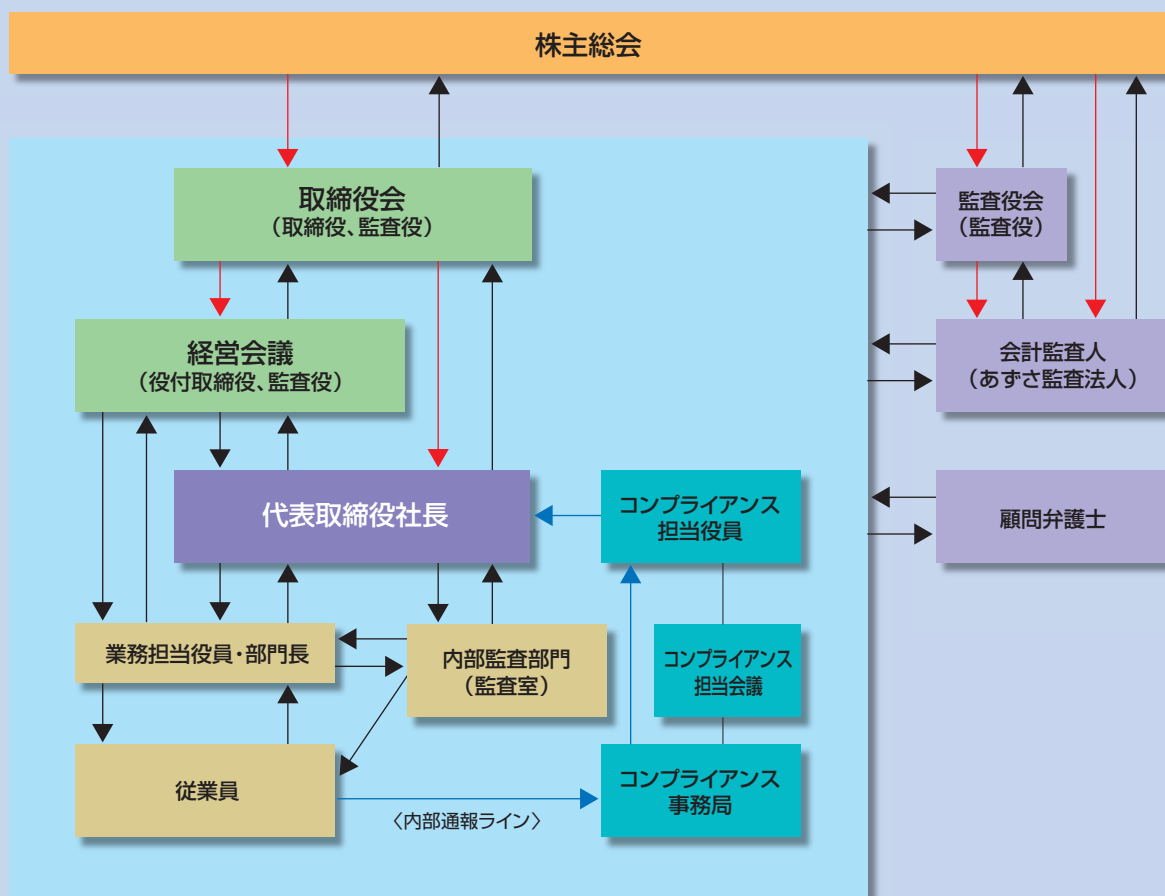 株主総会
取締役会
（取締役、監査役）
監査役会
（監査役）
経営会議
（役付取締役、監査役）
会計監査人
（あずさ監査法人）
代表取締役社長
コンプライアンス
担当役員
顧問弁護士
業務担当役員・部門長
内部監査部門
（監査室）
コンプライアンス
担当会議
従業員
コンプライアンス
事務局
〈内部通報ライン〉